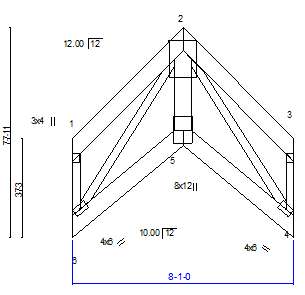 2
12.00 12
3x4 ||
1
3
7-7-11
3-7-3
5
8x12 ||
10.00 12
4x6 //
4x6 \\
4
6
8-1-0